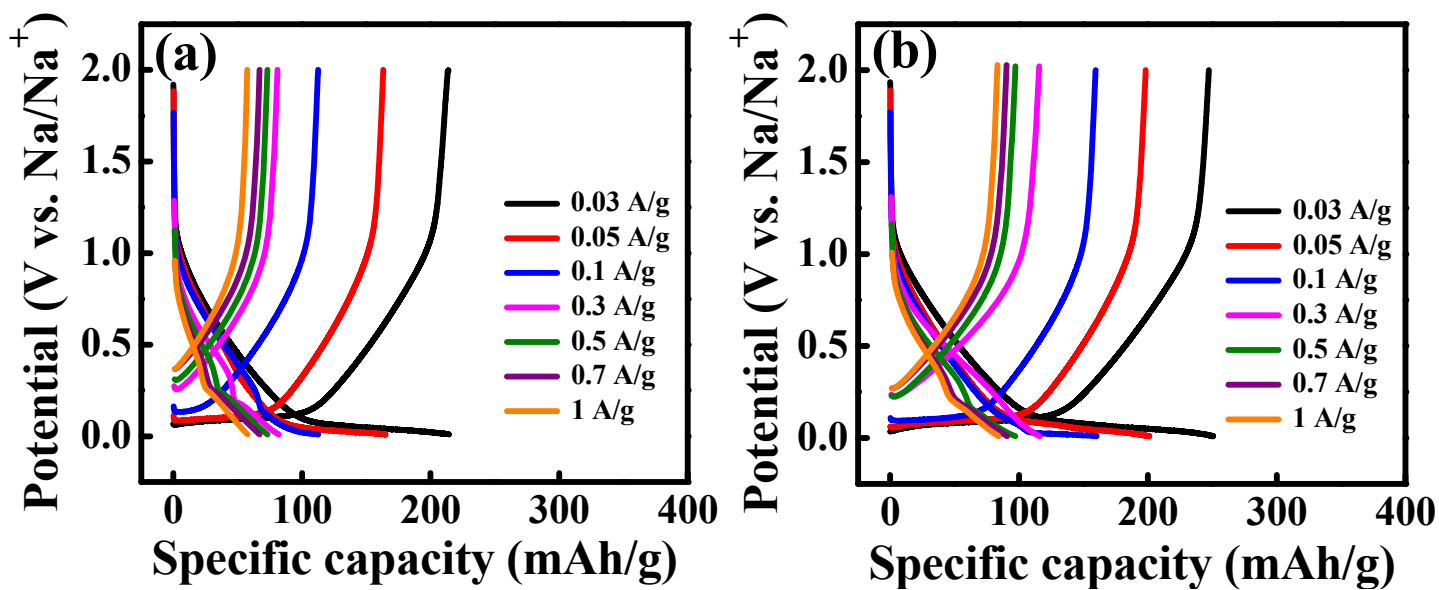 (a)
Potential (V vs. Na/Na⁺)
2.0
1.5
1.0
0.5
0.0
0.03 A/g
0.05 A/g
0.1 A/g
0.3 A/g
0.5 A/g
0.7 A/g
1 A/g
0 100 200 300 400
Specific capacity (mAh/g)
(b)
Potential (V vs. Na/Na⁺)
2.0
1.5
1.0
0.5
0.0
0.03 A/g
0.05 A/g
0.1 A/g
0.3 A/g
0.5 A/g
0.7 A/g
1 A/g
0 100 200 300 400
Specific capacity (mAh/g)